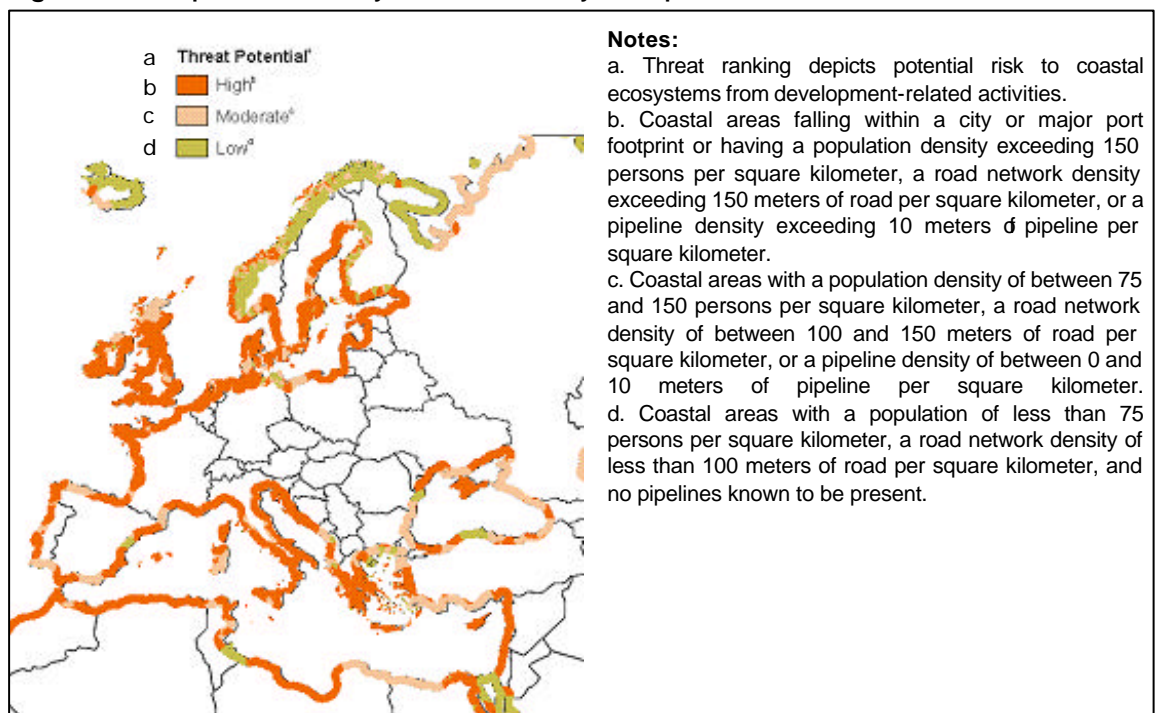 a Threat Potentialª
b Highᵇ
c Moderateᶜ
d Lowᵈ
Notes:
a. Threat ranking depicts potential risk to coastal
ecosystems from development-related activities.
b. Coastal areas falling within a city or major port
footprint or having a population density exceeding 150
persons per square kilometer, a road network density
exceeding 150 meters of road per square kilometer, or a
pipeline density exceeding 10 meters of pipeline per
square kilometer.
c. Coastal areas with a population density of between 75
and 150 persons per square kilometer, a road network
density of between 100 and 150 meters of road per
square kilometer, or a pipeline density of between 0 and
10 meters of pipeline per square kilometer.
d. Coastal areas with a population of less than 75
persons per square kilometer, a road network density of
less than 100 meters of road per square kilometer, and
no pipelines known to be present.